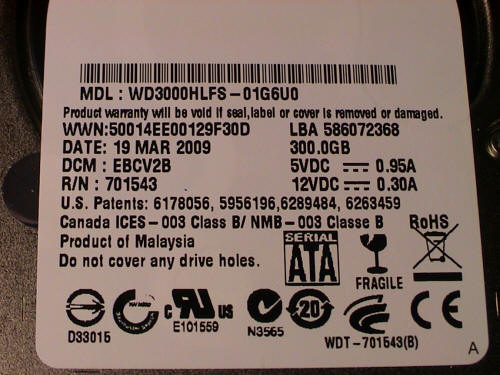 MDL : WD3000HLFS - 01G6U0
Product warranty will be void if seal,label or cover is removed or damaged.
WWN:50014EE00129F30D LBA 586072368
DATE: 19 MAR 2009 300.0GB
DCM : EBCV2B 5VDC 0.95A
R/N : 701543 12VDC 0.30A
U.S. Patents: 6178056, 5956196,6289484, 6263459
Canada ICES - 003 Class B/ NMB - 003 Classe B RoHS
Product of Malaysia
Do not cover any drive holes.
SERIAL
ATA
FRAGILE
D33015
c US
E101559
N3565
20
WDT - 701543(B)
CE
A